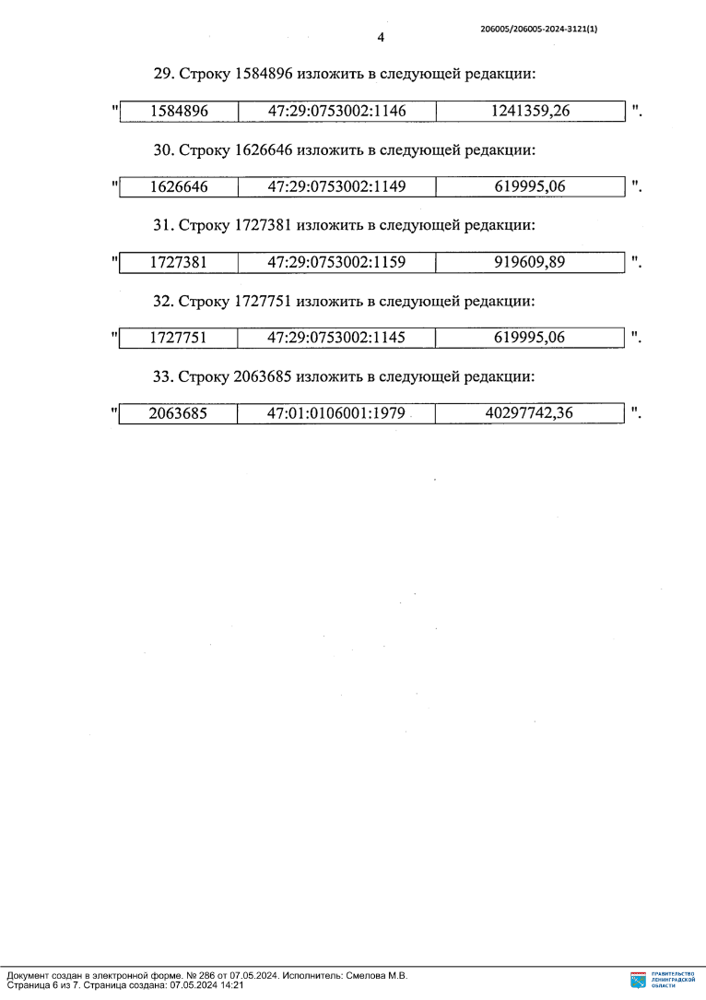 206005/206005-2024-3121(1)
4
29. Строку 1584896 изложить в следующей редакции:
" 1584896 47:29:0753002:1146 1241359,26 ".
30. Строку 1626646 изложить в следующей редакции:
" 1626646 47:29:0753002:1149 619995,06 ".
31. Строку 1727381 изложить в следующей редакции:
" 1727381 47:29:0753002:1159 919609,89 ".
32. Строку 1727751 изложить в следующей редакции:
" 1727751 47:29:0753002:1145 619995,06 ".
33. Строку 2063685 изложить в следующей редакции:
" 2063685 47:01:0106001:1979 40297742,36 ".
Документ создан в электронной форме. № 286 от 07.05.2024. Исполнитель: Смелова М.В.
Страница 6 из 7. Страница создана: 07.05.2024 14:21
ПРАВИТЕЛЬСТВО
ЛЕНИНГРАДСКОЙ
ОБЛАСТИ